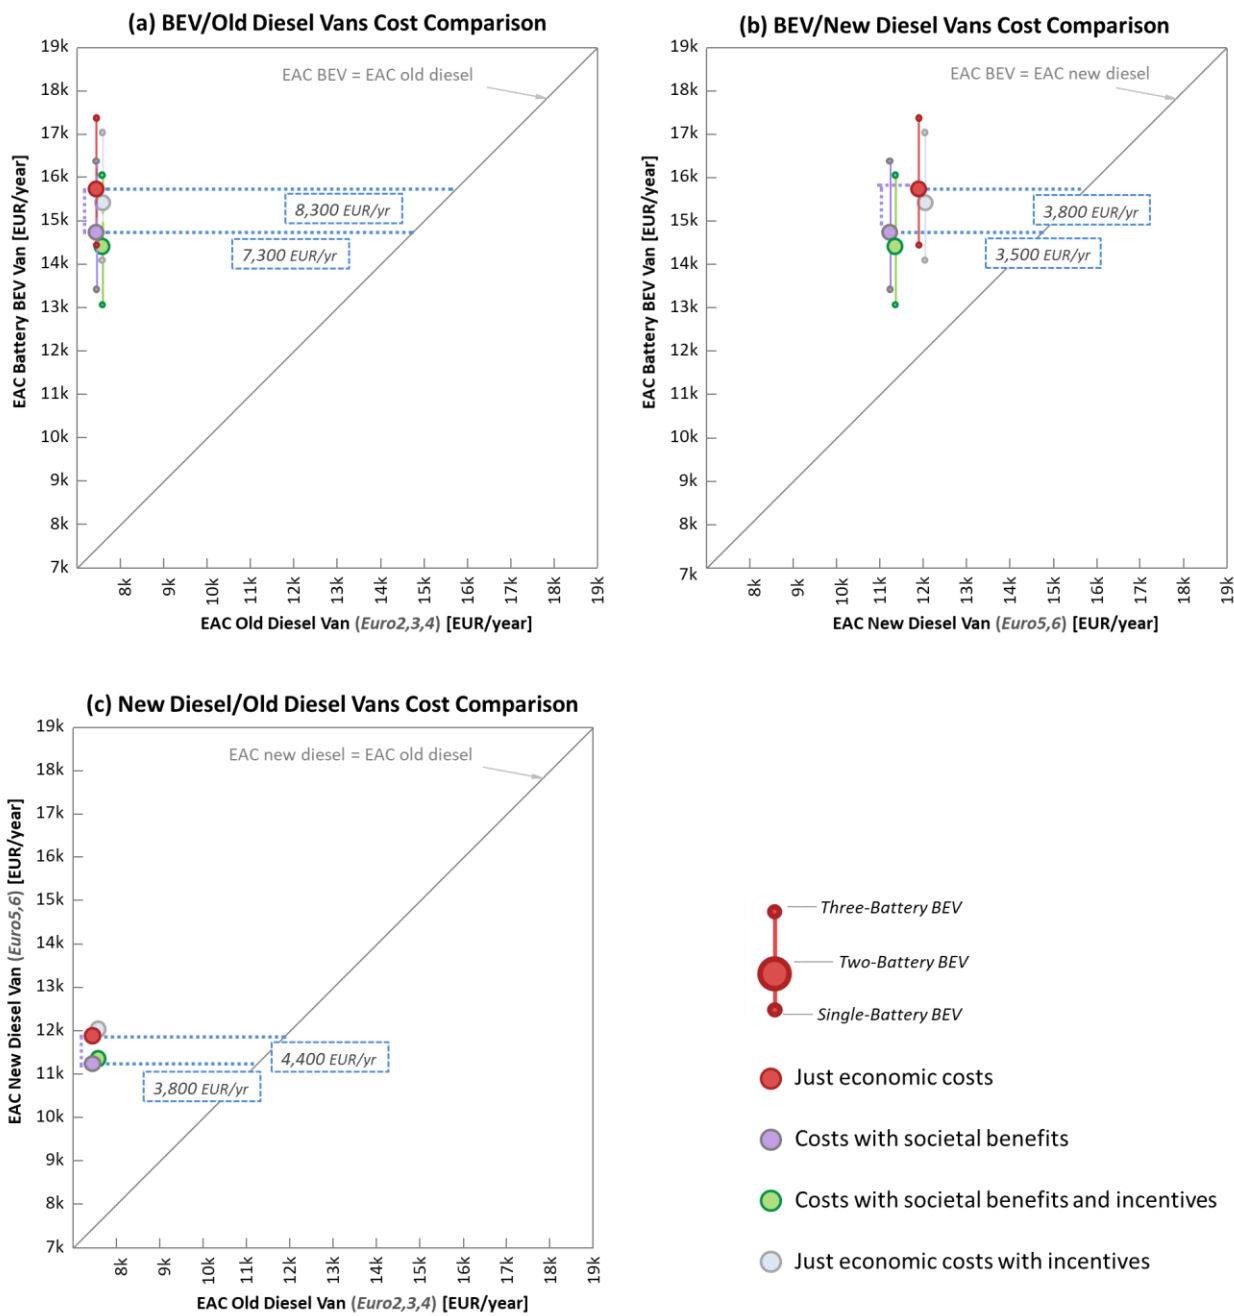 (a) BEV/Old Diesel Vans Cost Comparison
19k
18k
17k
16k
15k
14k
13k
12k
11k
10k
9k
8k
7k
EAC Battery BEV Van [EUR/year]
EAC BEV = EAC old diesel
8,300 EUR/yr
7,300 EUR/yr
8k
9k
10k
11k
12k
13k
14k
15k
16k
17k
18k
19k
EAC Old Diesel Van (Euro2,3,4) [EUR/year]
(b) BEV/New Diesel Vans Cost Comparison
19k
18k
17k
16k
15k
14k
13k
12k
11k
10k
9k
8k
7k
EAC Battery BEV Van [EUR/year]
EAC BEV = EAC new diesel
3,800 EUR/yr
3,500 EUR/yr
8k
9k
10k
11k
12k
13k
14k
15k
16k
17k
18k
19k
EAC New Diesel Van (Euro5,6) [EUR/year]
(c) New Diesel/Old Diesel Vans Cost Comparison
19k
18k
17k
16k
15k
14k
13k
12k
11k
10k
9k
8k
7k
EAC New Diesel Van (Euro5,6) [EUR/year]
EAC new diesel = EAC old diesel
4,400 EUR/yr
3,800 EUR/yr
8k
9k
10k
11k
12k
13k
14k
15k
16k
17k
18k
19k
EAC Old Diesel Van (Euro2,3,4) [EUR/year]
Three-Battery BEV
Two-Battery BEV
Single-Battery BEV
Just economic costs
Costs with societal benefits
Costs with societal benefits and incentives
Just economic costs with incentives